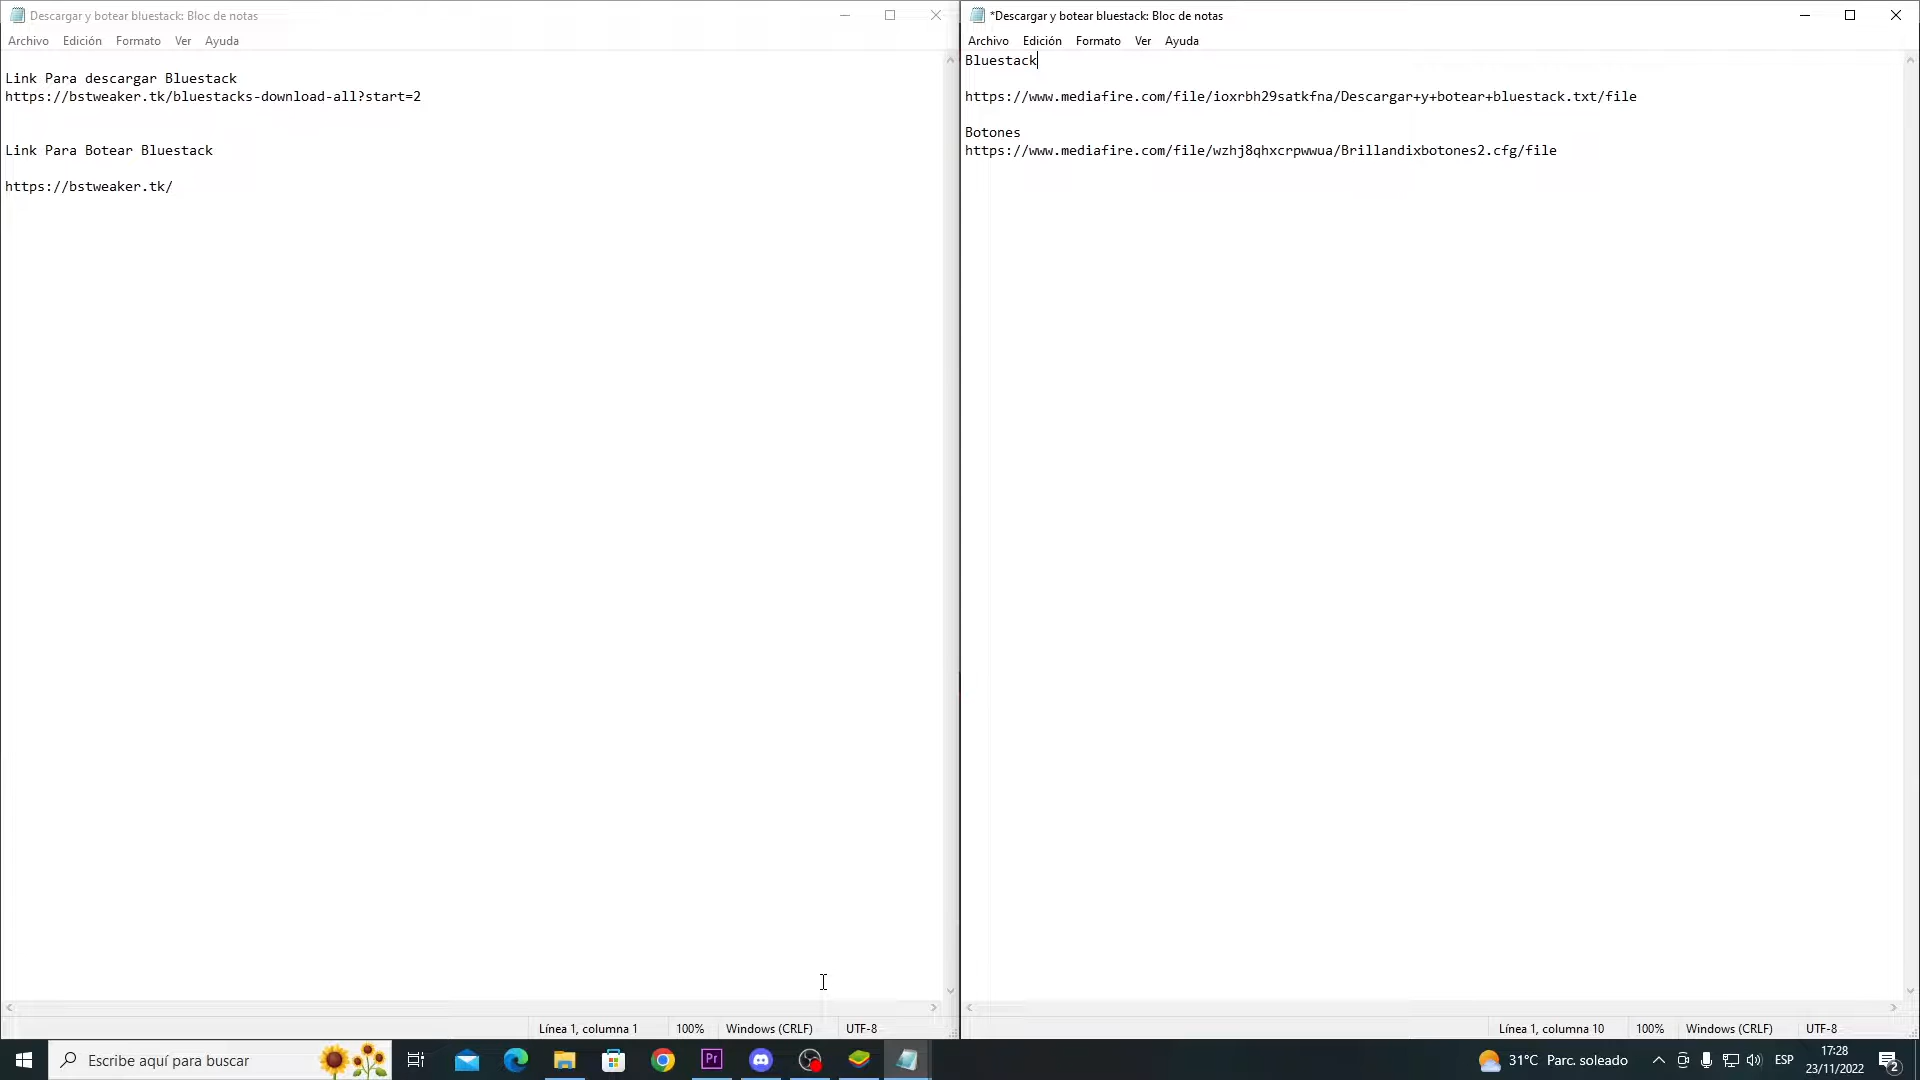 Descargar y botear bluestack: Bloc de notas
Archivo Edición Formato Ver Ayuda
Link Para descargar Bluestack
https://bstweaker.tk/bluestacks-download-all?start=2
Link Para Botear Bluestack
https://bstweaker.tk/
Línea 1, columna 1 100% Windows (CRLF) UTF-8
*Descargar y botear bluestack: Bloc de notas
Archivo Edición Formato Ver Ayuda
Bluestack
https://www.mediafire.com/file/ioxrbh29satkfna/Descargar+y+botear+bluestack.txt/file
Botones
https://www.mediafire.com/file/wzhj8qhxcrpwwua/Brillandixbotones2.cfg/file
Línea 1, columna 10 100% Windows (CRLF) UTF-8
Escribe aquí para buscar
Pr
31°C Parc. soleado
ESP
17:28
23/11/2022
2